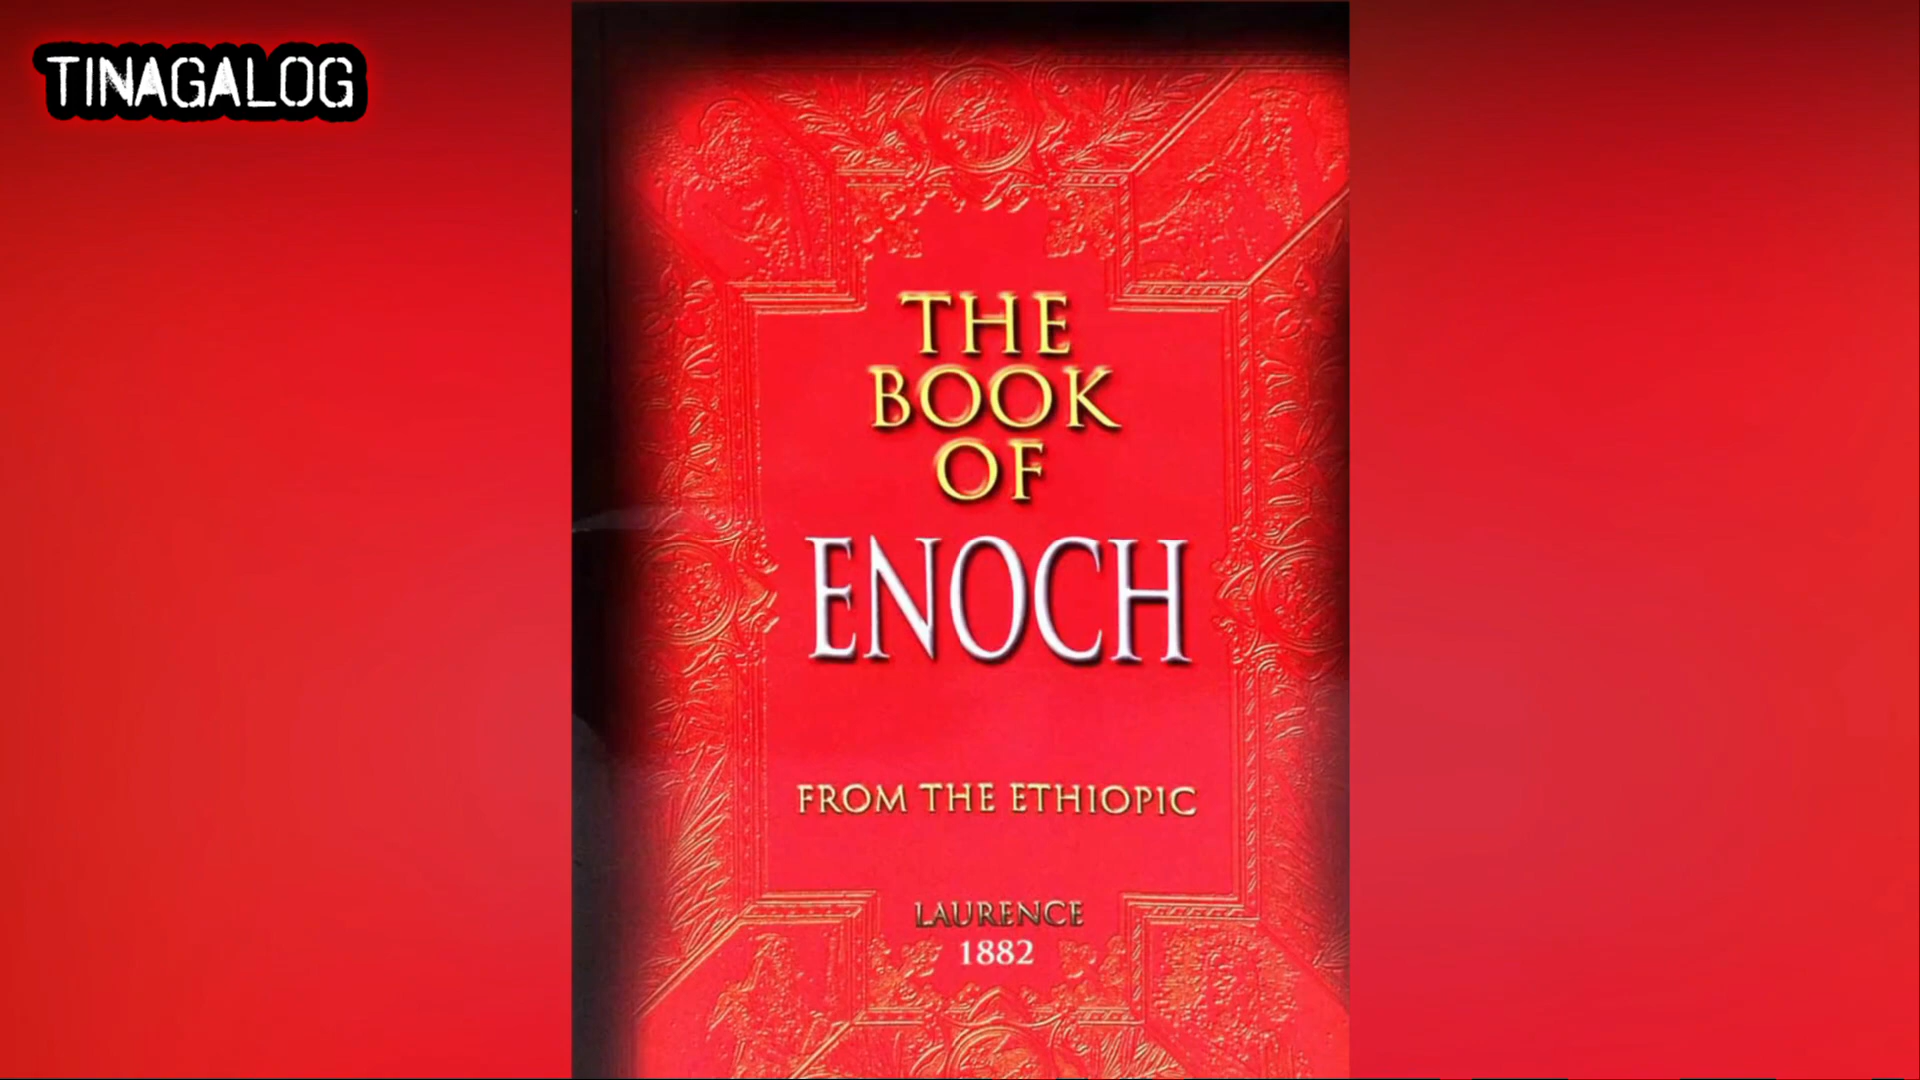 TINAGALOG
THE
BOOK
OF
ENOCH
FROM THE ETHIOPIC
LAURENCE
1882